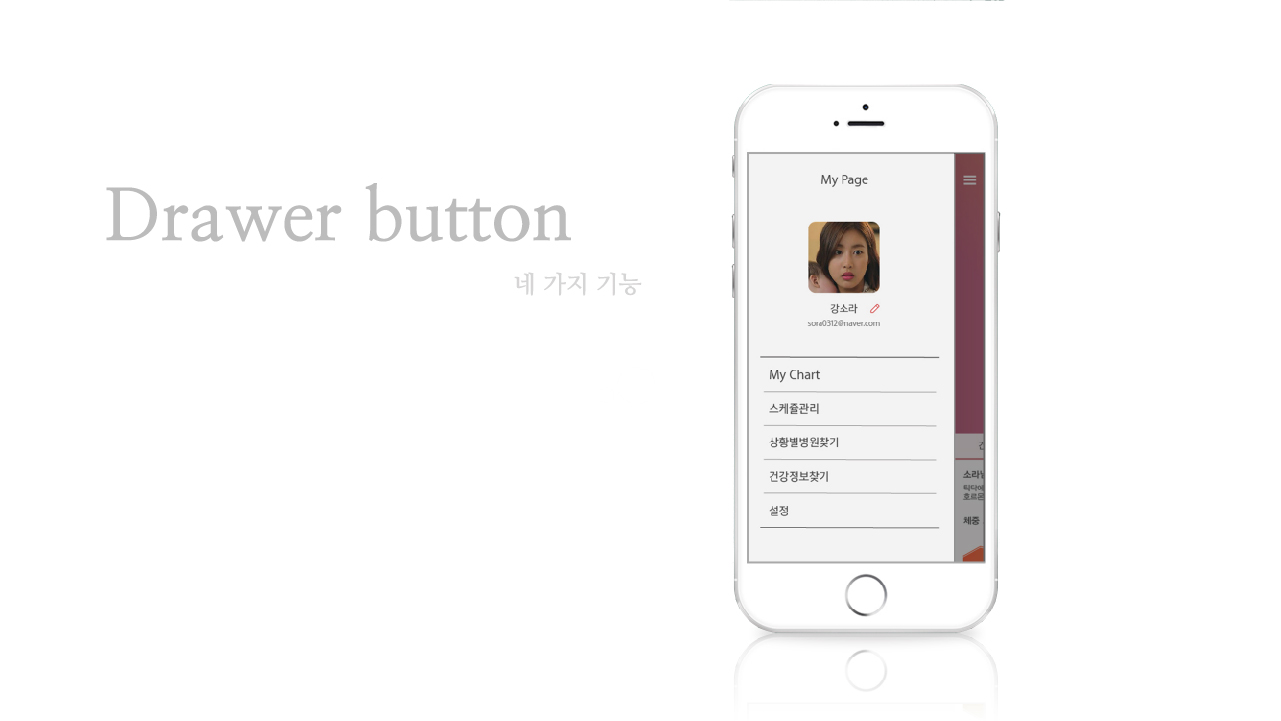 Drawer button
네 가지 기능
My Page
강소라
sora0312@naver.com
My Chart
스케쥴관리
상황별병원찾기
건강정보찾기
설정
소라님
호르몬
체중